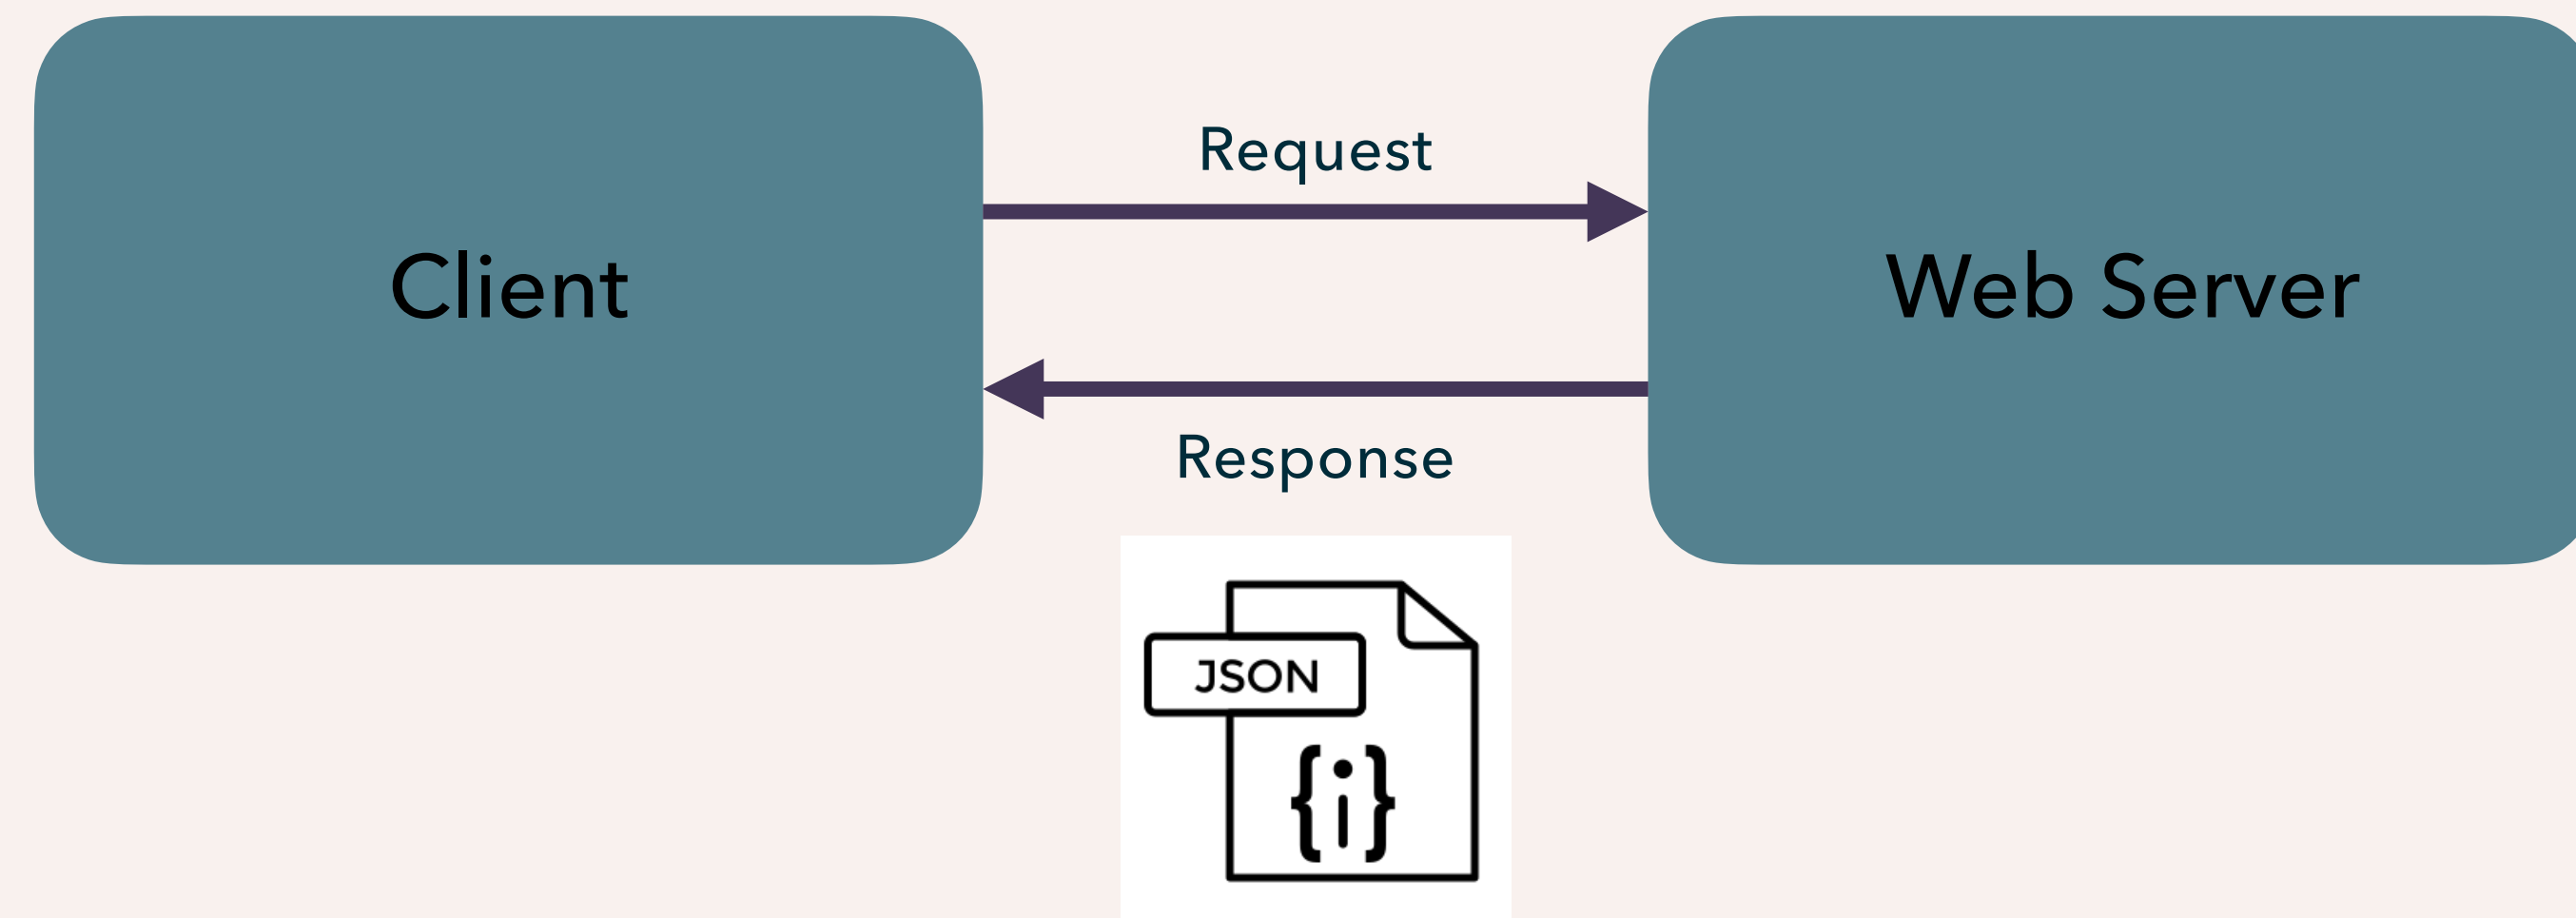 Request
Client
Web Server
Response
JSON
{i}